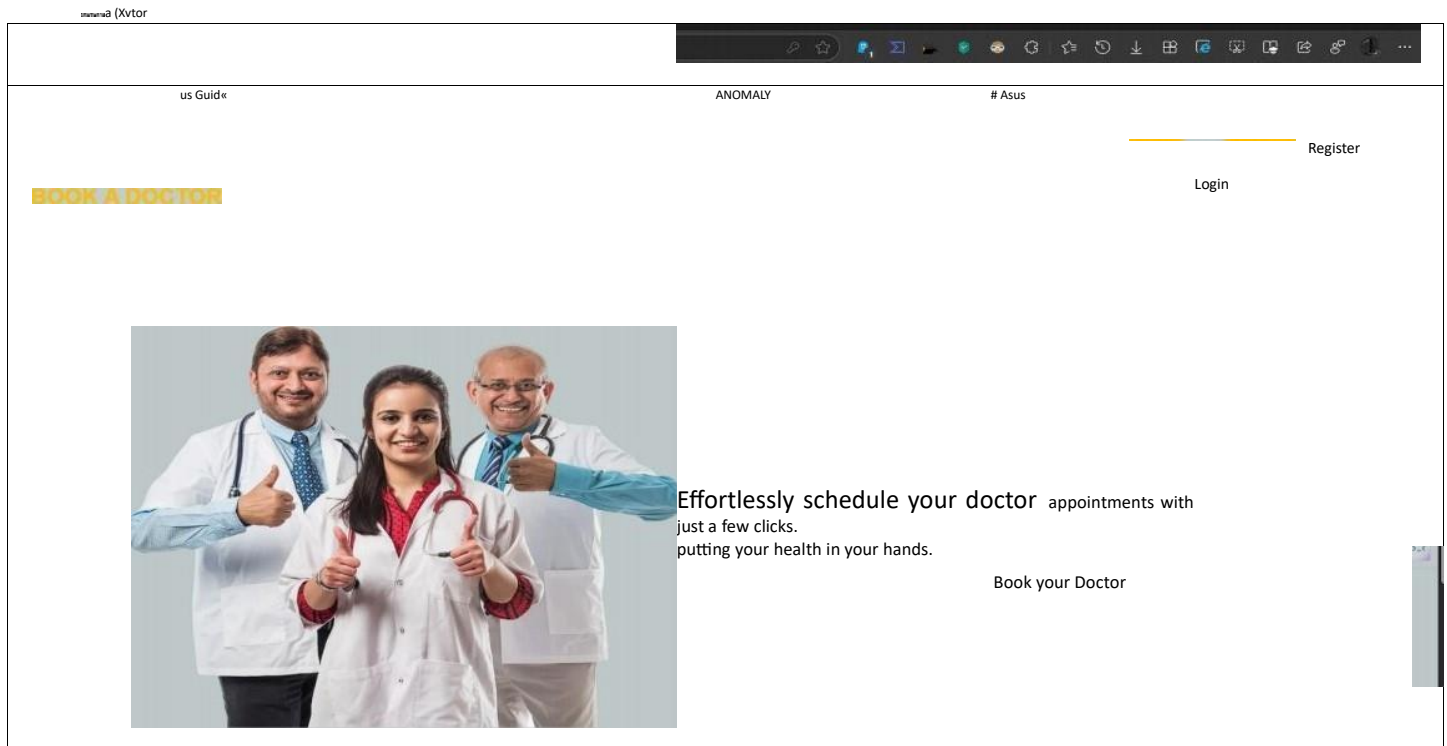 a (Xvtor
us Guid« ANOMALY # Asus
Register
Login
BOOK A DOCTOR
Effortlessly schedule your doctor appointments with
just a few clicks.
putting your health in your hands.
Book your Doctor